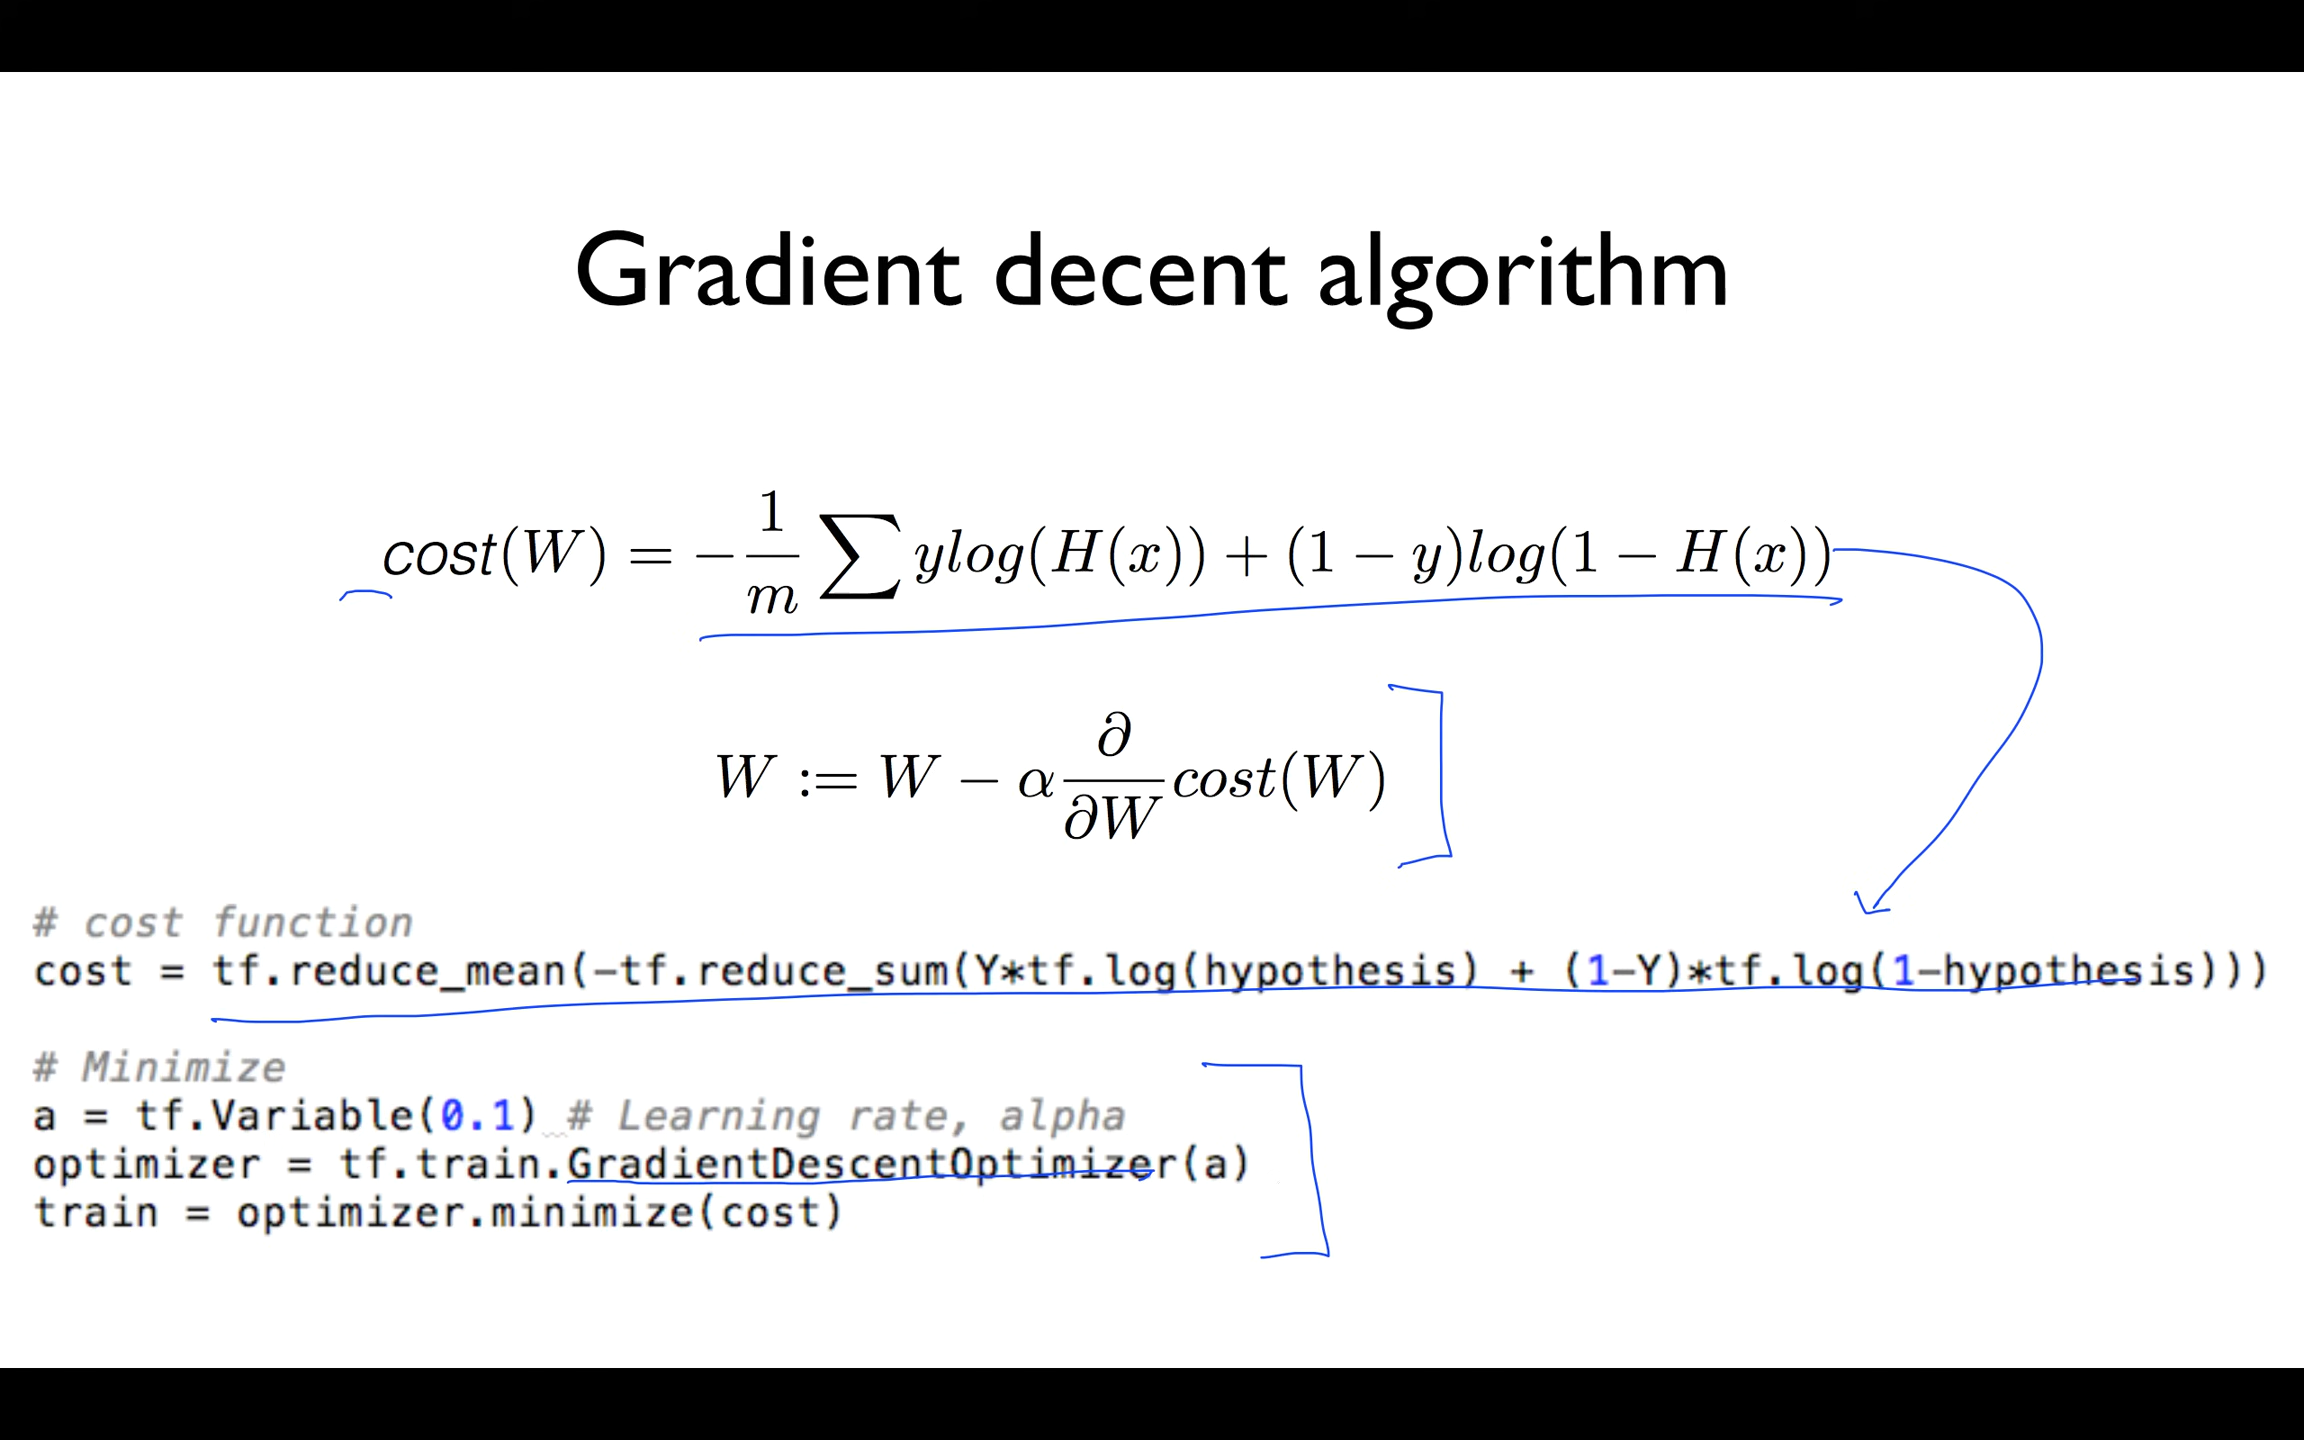 Gradient decent algorithm
cost(W) = −1/m ∑ ylog(H(x)) + (1 − y)log(1 − H(x))
W := W − α ∂/∂W cost(W)
# cost function
cost = tf.reduce_mean(-tf.reduce_sum(Y*tf.log(hypothesis) + (1-Y)*tf.log(1-hypothesis)))
# Minimize
a = tf.Variable(0.1) # Learning rate, alpha
optimizer = tf.train.GradientDescentOptimizer(a)
train = optimizer.minimize(cost)